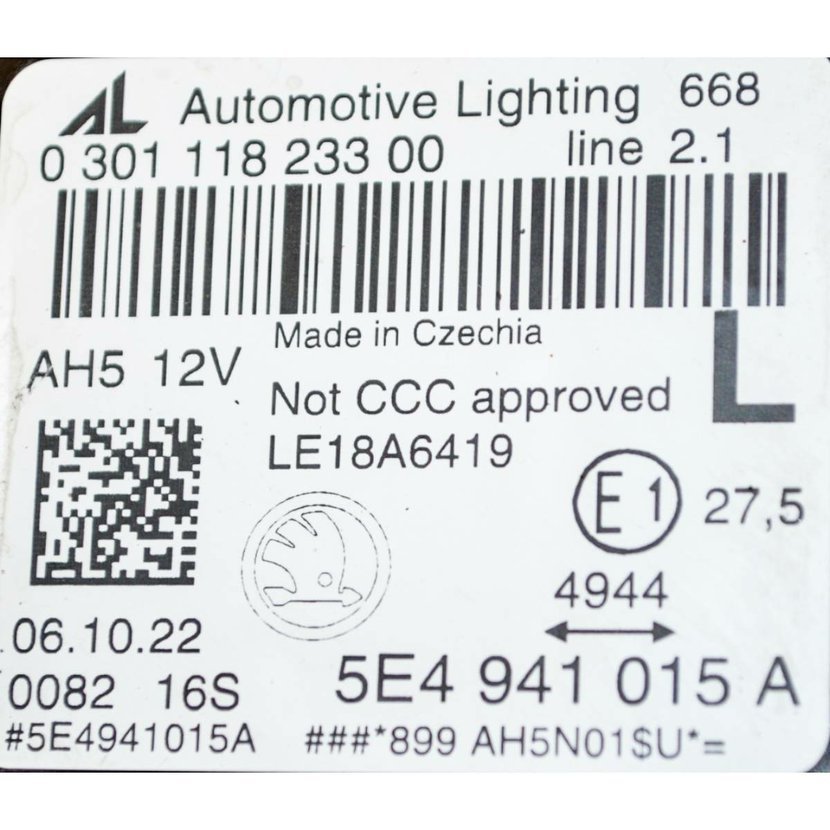 AL Automotive Lighting 668
0 301 118 233 00 line 2.1
Made in Czechia
AH5 12V
L
Not CCC approved
LE18A6419
E1 27,5
4944
06.10.22
0082 16S
5E4 941 015 A
#5E4941015A ###*899 AH5N01$U*=